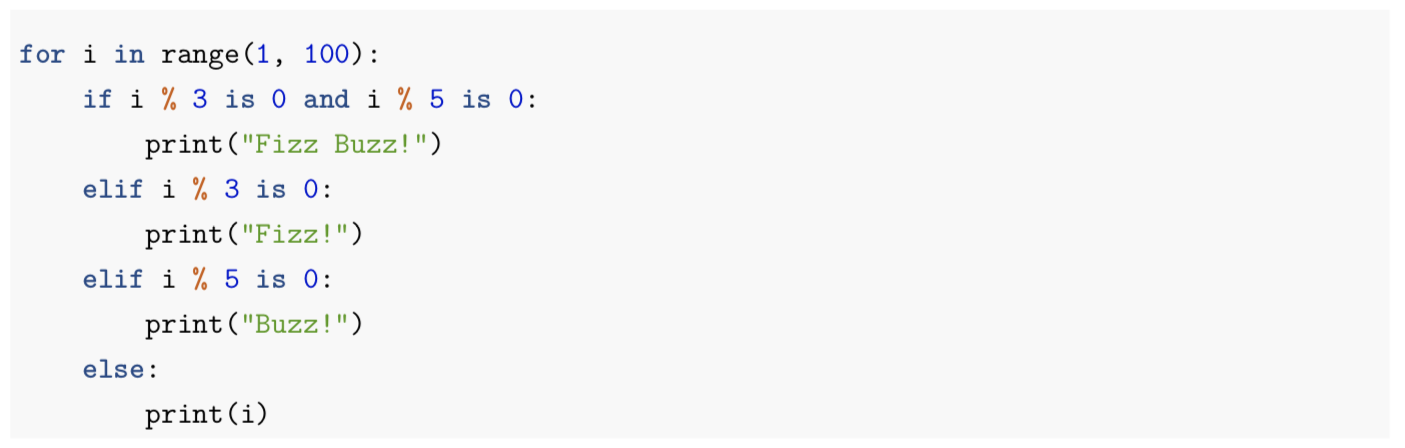 for i in range(1, 100):
    if i % 3 is 0 and i % 5 is 0:
        print("Fizz Buzz!")
    elif i % 3 is 0:
        print("Fizz!")
    elif i % 5 is 0:
        print("Buzz!")
    else:
        print(i)